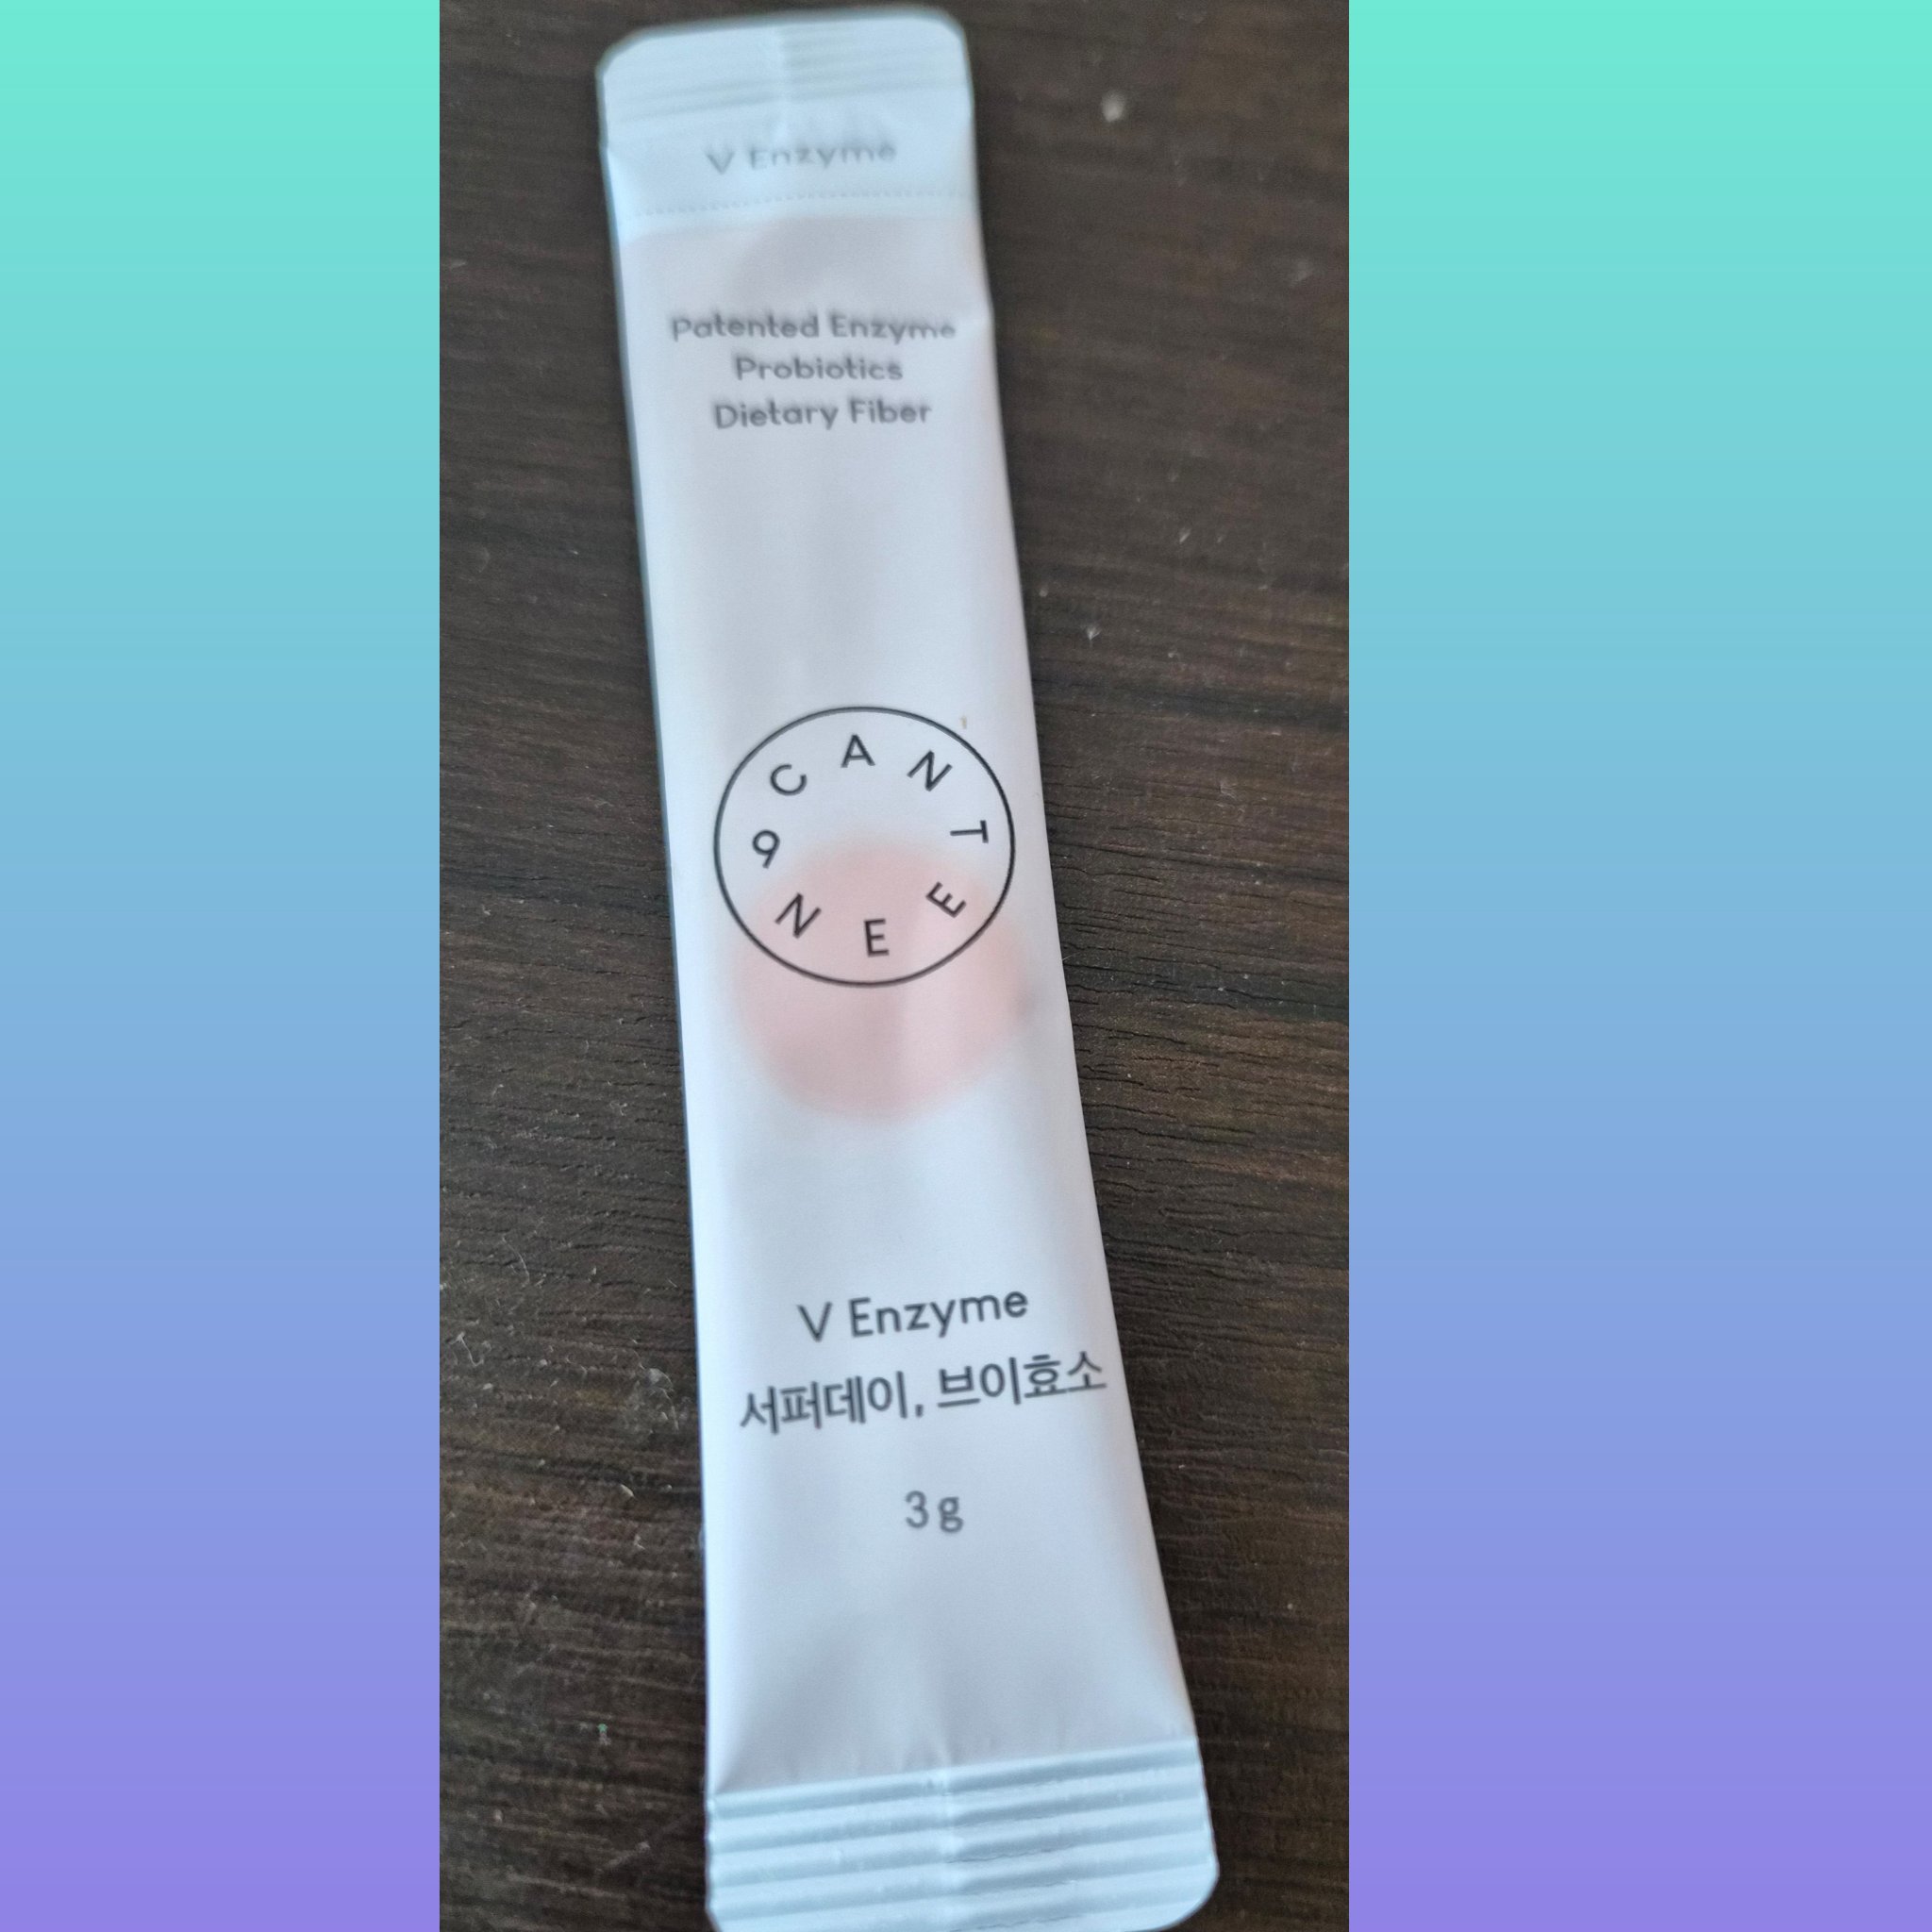 V Enzyme
Patented Enzyme
Probiotics
Dietary Fiber
CANTEEN9
V Enzyme
서퍼데이, 브이효소
3g